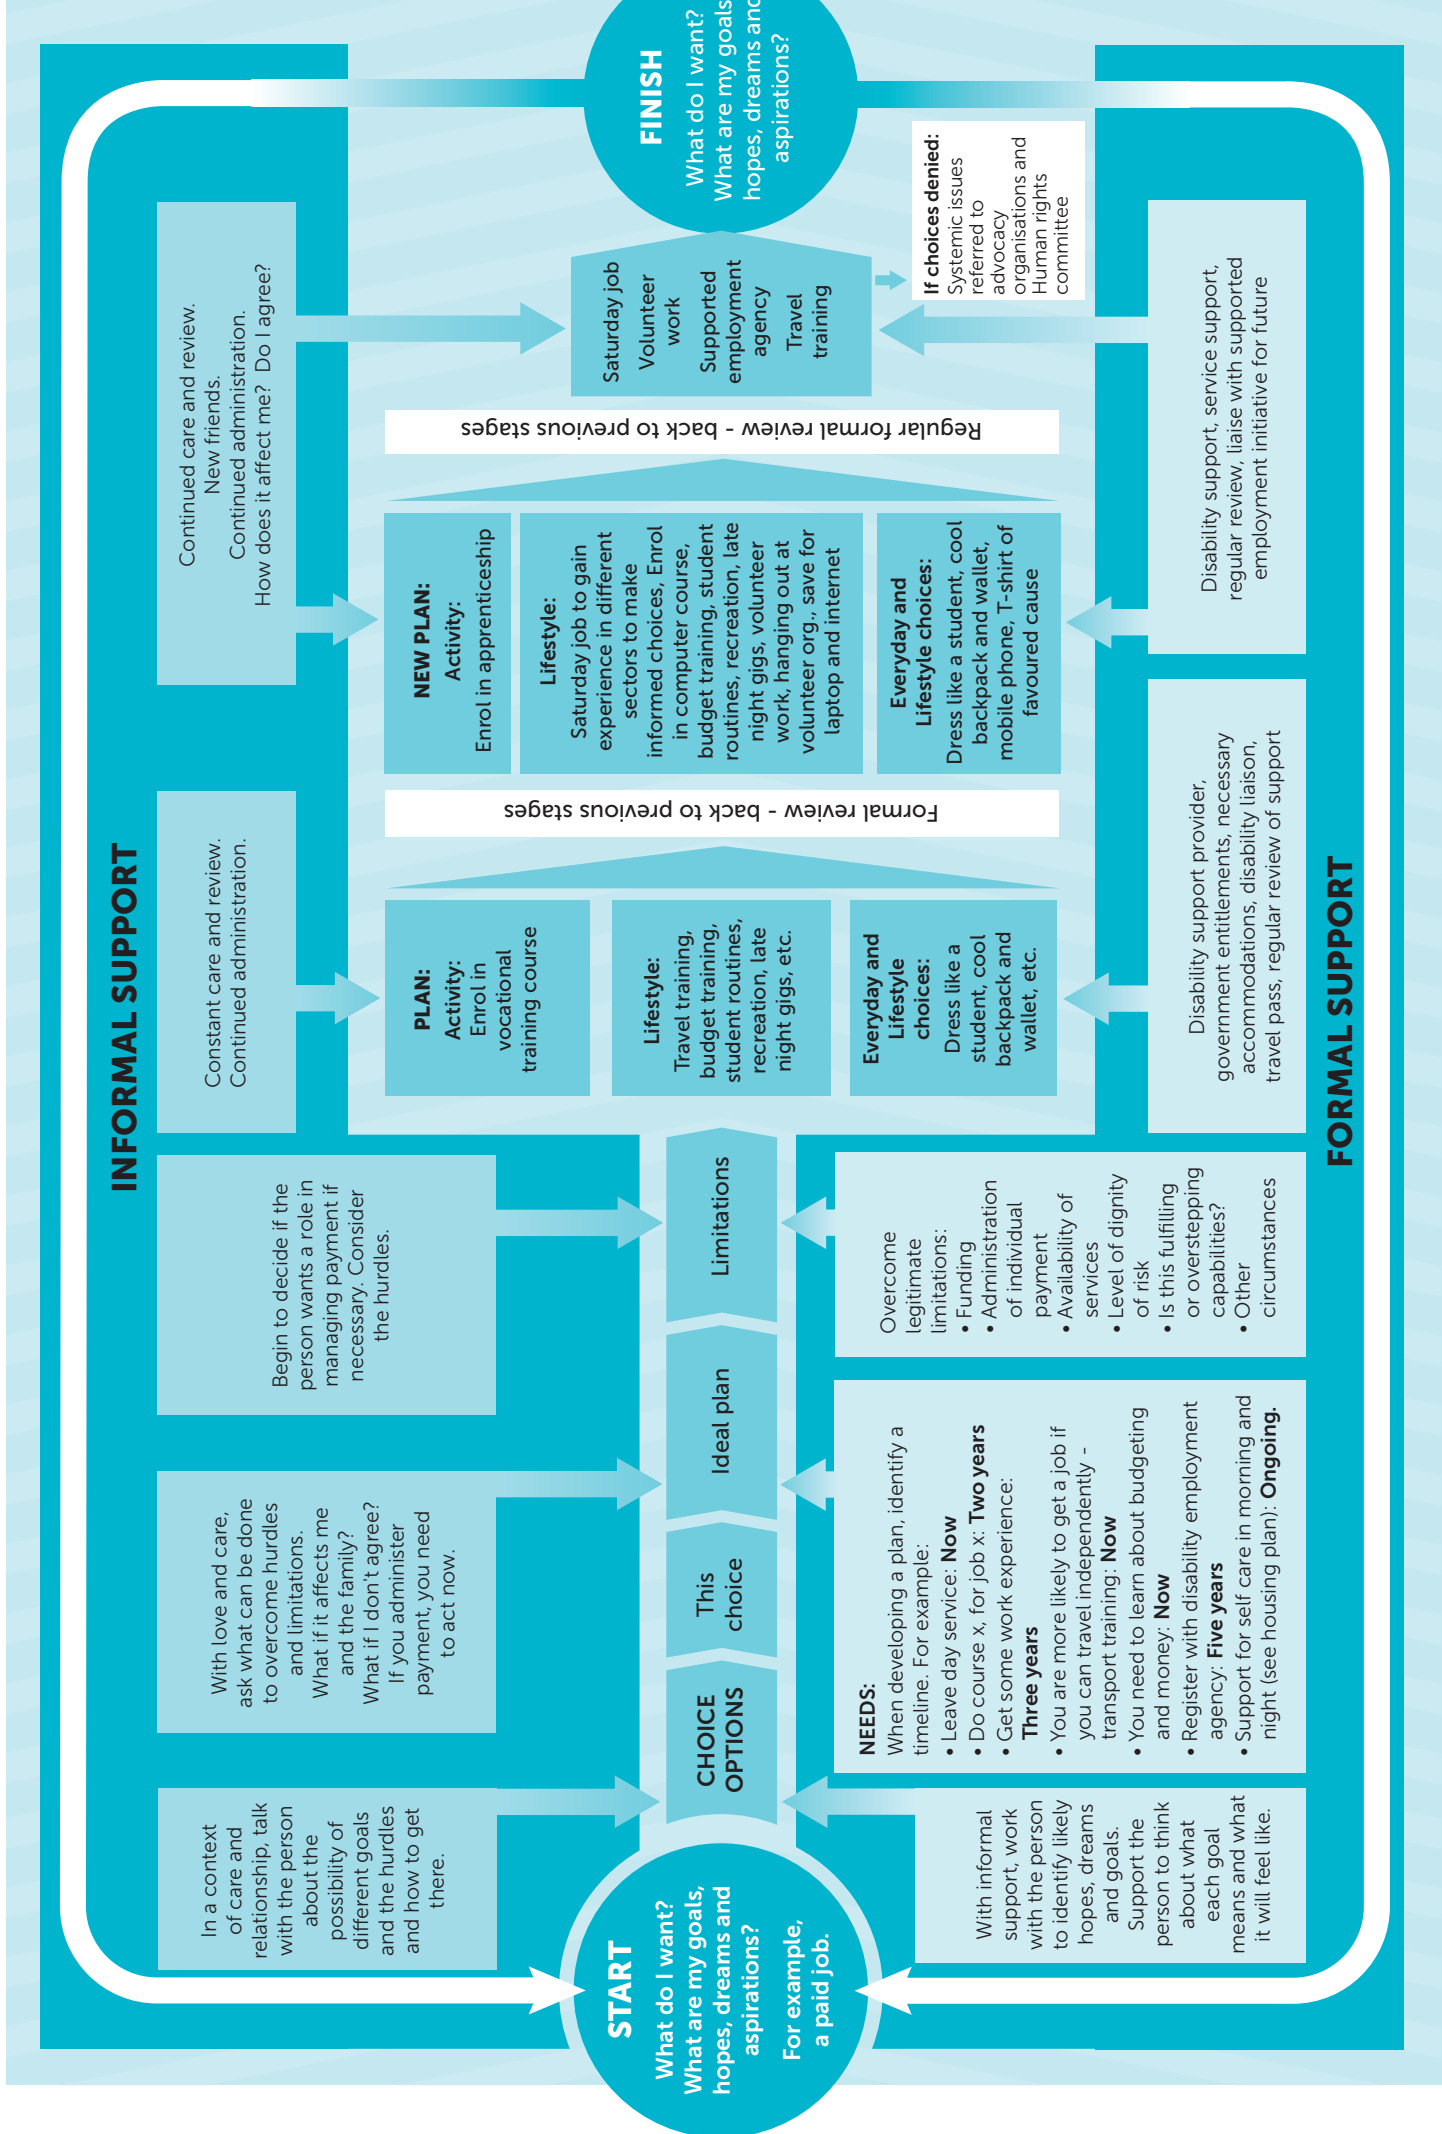 INFORMAL SUPPORT
In a context
of care and
relationship, talk
with the person
about the
possibility of
different goals
and the hurdles
and how to get
there.
With love and care,
ask what can be done
to overcome hurdles
and limitations.
What if it affects me
and the family?
What if I don't agree?
If you administer
payment, you need
to act now.
Begin to decide if the
person wants a role in
managing payment if
necessary. Consider
the hurdles.
Constant care and review.
Continued administration.
Continued care and review.
New friends.
Continued administration.
How does it affect me? Do I agree?
START
What do I want?
What are my goals,
hopes, dreams and
aspirations?
For example,
a paid job.
CHOICE
OPTIONS
This
choice
Ideal plan
Limitations
PLAN:
Activity:
Enrol in
vocational
training course
Lifestyle:
Travel training,
budget training,
student routines,
recreation, late
night gigs, etc.
Everyday and
Lifestyle
choices:
Dress like a
student, cool
backpack and
wallet, etc.
Formal review - back to previous stages
NEW PLAN:
Activity:
Enrol in apprenticeship
Lifestyle:
Saturday job to gain
experience in different
sectors to make
informed choices, Enrol
in computer course,
budget training, student
routines, recreation, late
night gigs, volunteer
work, hanging out at
volunteer org., save for
laptop and internet
Everyday and
Lifestyle choices:
Dress like a student, cool
backpack and wallet,
mobile phone, T-shirt of
favoured cause
Regular formal review - back to previous stages
Saturday job
Volunteer
work
Supported
employment
agency
Travel
training
If choices denied:
Systemic issues
referred to
advocacy
organisations and
Human rights
committee
FINISH
What do I want?
What are my goals
hopes, dreams and
aspirations?
With informal
support, work
with the person
to identify likely
hopes, dreams
and goals.
Support the
person to think
about what
each goal
means and what
it will feel like.
NEEDS:
When developing a plan, identify a
timeline. For example:
• Leave day service: Now
• Do course x, for job x: Two years
• Get some work experience:
Three years
• You are more likely to get a job if
you can travel independently -
transport training: Now
• You need to learn about budgeting
and money: Now
• Register with disability employment
agency: Five years
• Support for self care in morning and
night (see housing plan): Ongoing.
Overcome
legitimate
limitations:
• Funding
• Administration
of individual
payment
• Availability of
services
• Level of dignity
of risk
• Is this fulfilling
or overstepping
capabilities?
• Other
circumstances
Disability support provider,
government entitlements, necessary
accommodations, disability liaison,
travel pass, regular review of support
Disability support, service support,
regular review, liaise with supported
employment initiative for future
FORMAL SUPPORT